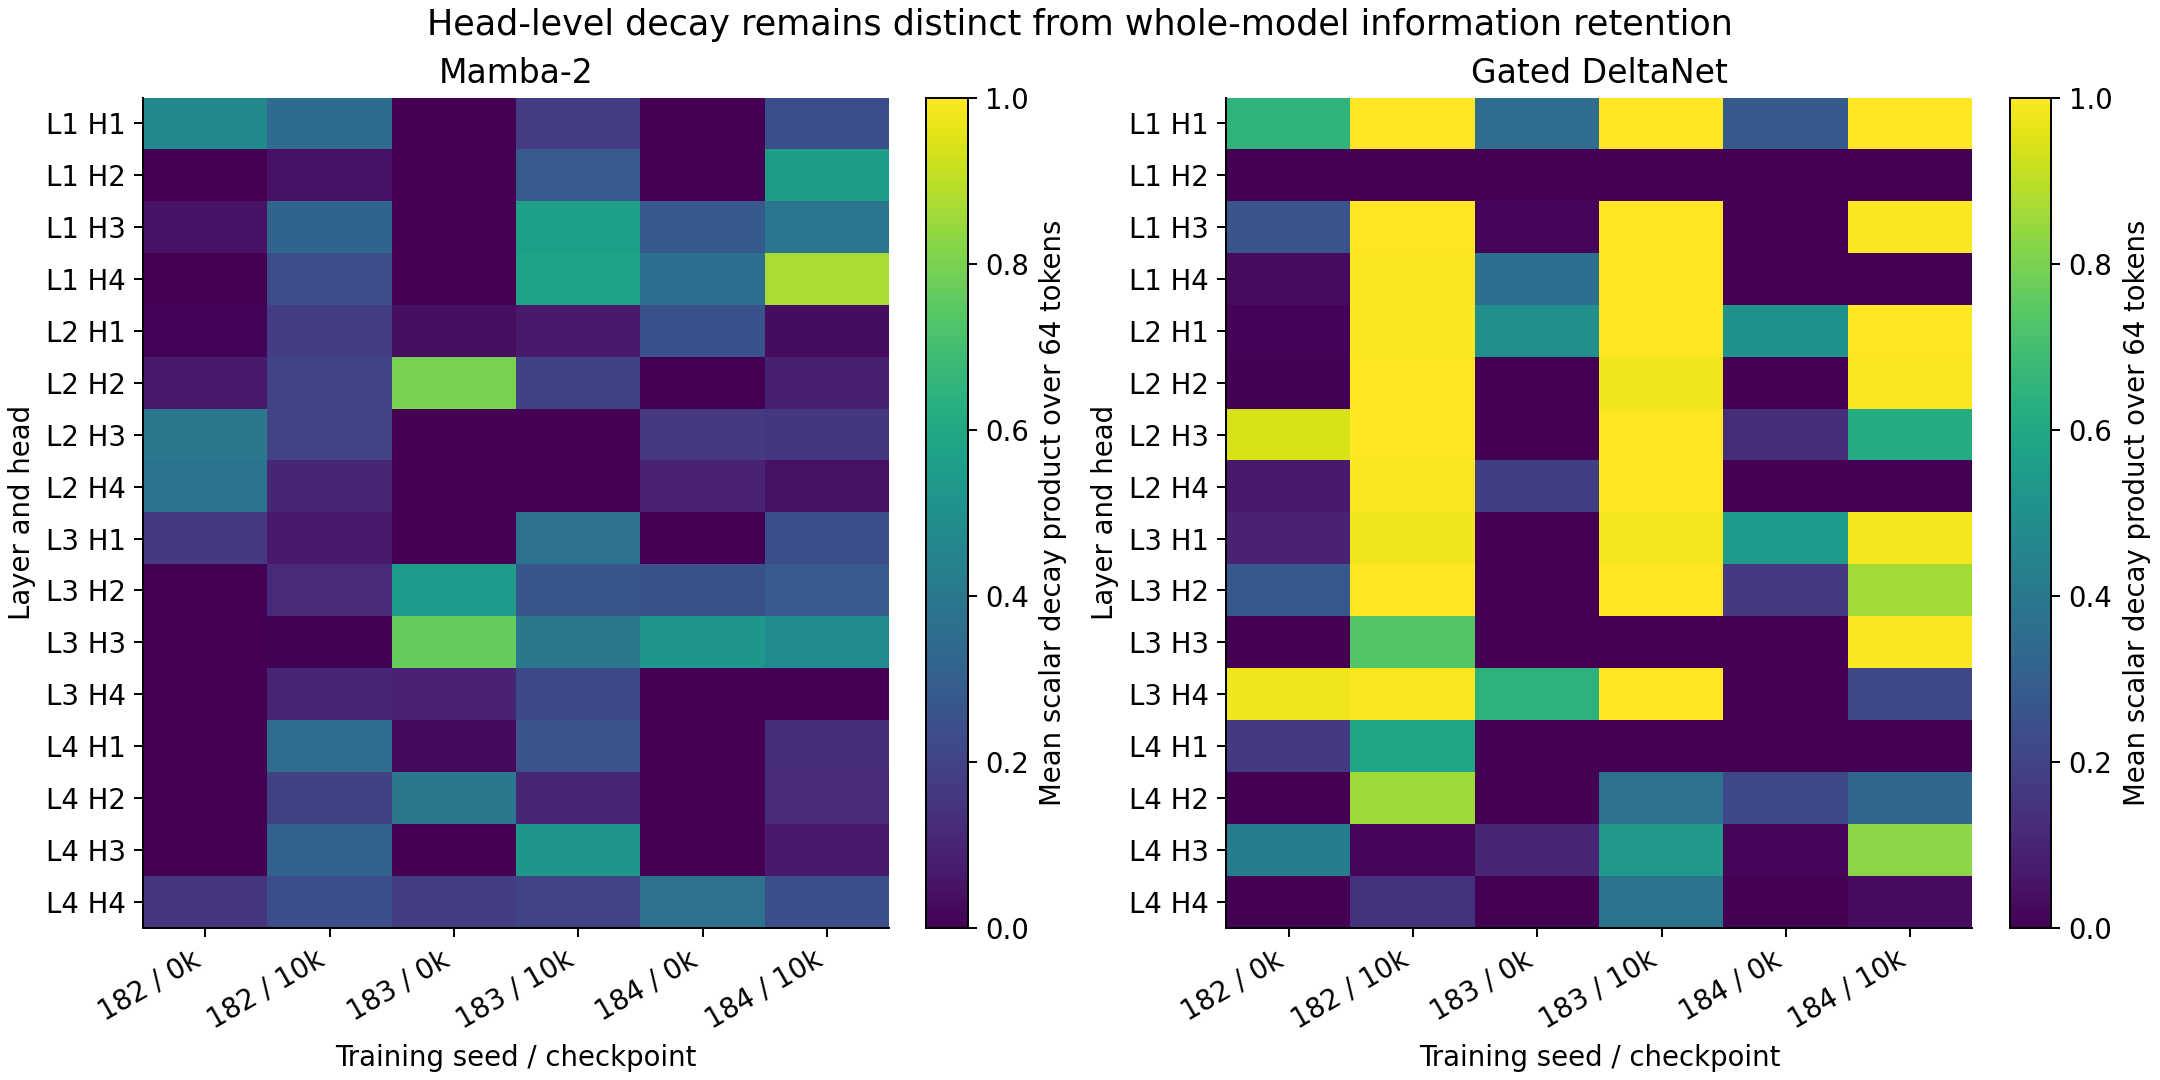 Head-level decay remains distinct from whole-model information retention
Mamba-2
Layer and head
L1 H1
L1 H2
L1 H3
L1 H4
L2 H1
L2 H2
L2 H3
L2 H4
L3 H1
L3 H2
L3 H3
L3 H4
L4 H1
L4 H2
L4 H3
L4 H4
182 / 0k
182 / 10k
183 / 0k
183 / 10k
184 / 0k
184 / 10k
Training seed / checkpoint
1.0
0.8
0.6
0.4
0.2
0.0
Mean scalar decay product over 64 tokens
Gated DeltaNet
Layer and head
L1 H1
L1 H2
L1 H3
L1 H4
L2 H1
L2 H2
L2 H3
L2 H4
L3 H1
L3 H2
L3 H3
L3 H4
L4 H1
L4 H2
L4 H3
L4 H4
182 / 0k
182 / 10k
183 / 0k
183 / 10k
184 / 0k
184 / 10k
Training seed / checkpoint
1.0
0.8
0.6
0.4
0.2
0.0
Mean scalar decay product over 64 tokens